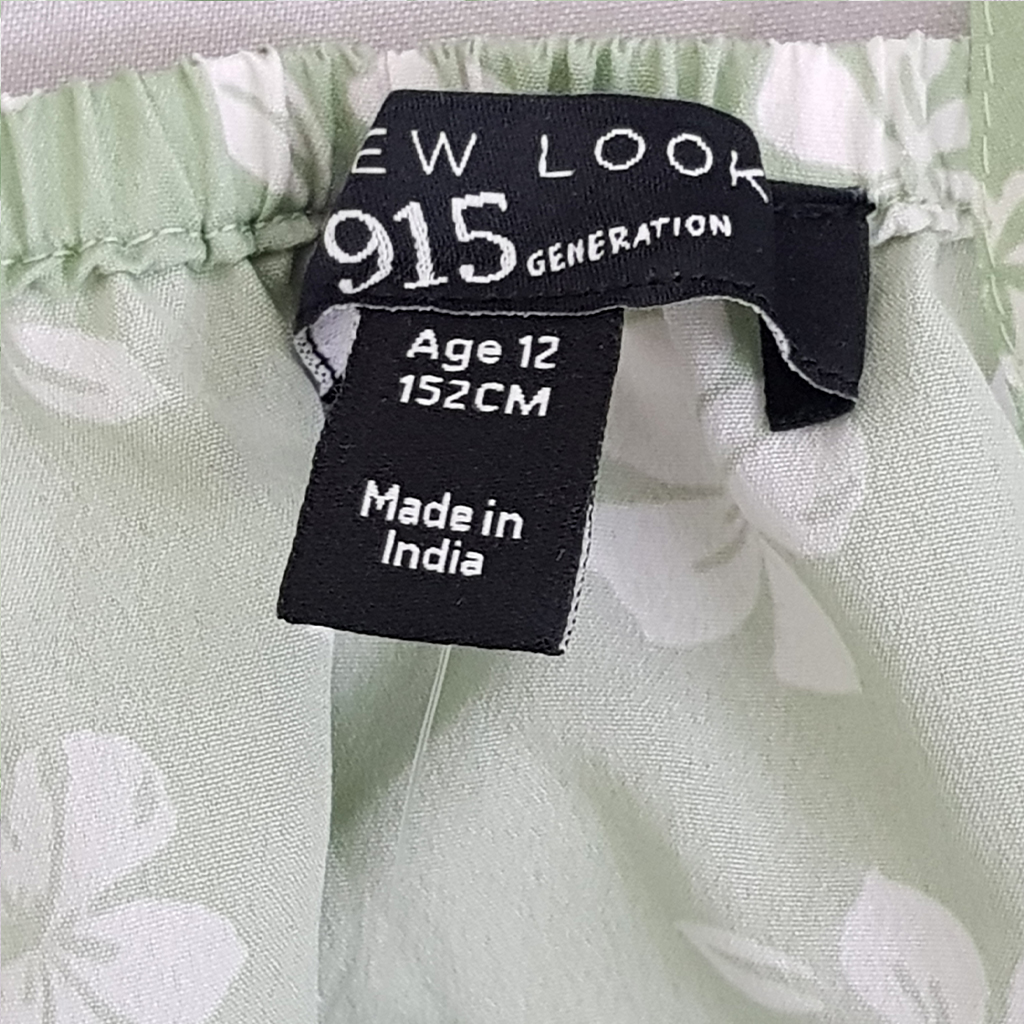 EW LOOK
915 GENERATION
Age 12
152CM
Made in
India